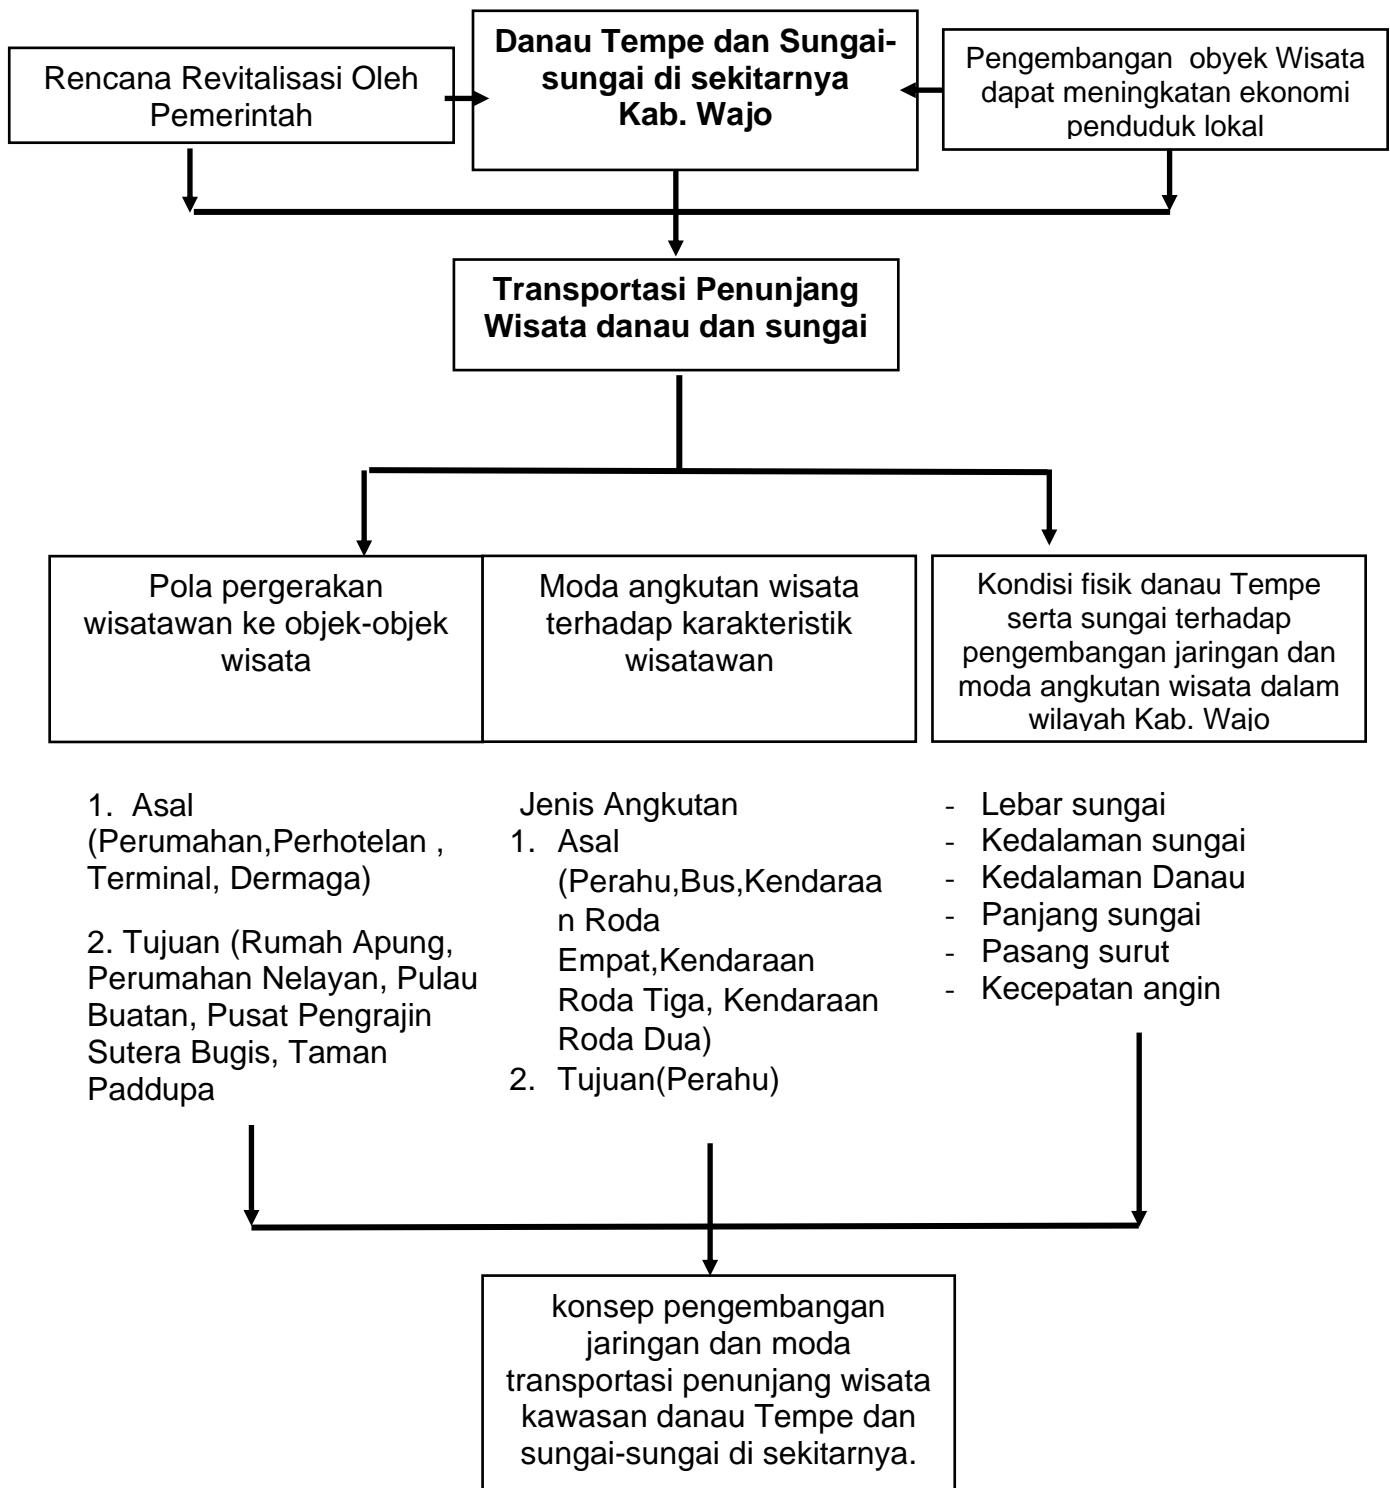 Rencana Revitalisasi Oleh
Pemerintah
Danau Tempe dan Sungai-
sungai di sekitarnya
Kab. Wajo
Pengembangan obyek Wisata
dapat meningkatan ekonomi
penduduk lokal
Transportasi Penunjang
Wisata danau dan sungai
Pola pergerakan
wisatawan ke objek-objek
wisata
Moda angkutan wisata
terhadap karakteristik
wisatawan
Kondisi fisik danau Tempe
serta sungai terhadap
pengembangan jaringan dan
moda angkutan wisata dalam
wilayah Kab. Wajo
1. Asal
(Perumahan,Perhotelan ,
Terminal, Dermaga)
2. Tujuan (Rumah Apung,
Perumahan Nelayan, Pulau
Buatan, Pusat Pengrajin
Sutera Bugis, Taman
Paddupa
Jenis Angkutan
1. Asal
(Perahu,Bus,Kendaraa
n Roda
Empat,Kendaraan
Roda Tiga, Kendaraan
Roda Dua)
2. Tujuan(Perahu)
- Lebar sungai
- Kedalaman sungai
- Kedalaman Danau
- Panjang sungai
- Pasang surut
- Kecepatan angin
konsep pengembangan
jaringan dan moda
transportasi penunjang wisata
kawasan danau Tempe dan
sungai-sungai di sekitarnya.